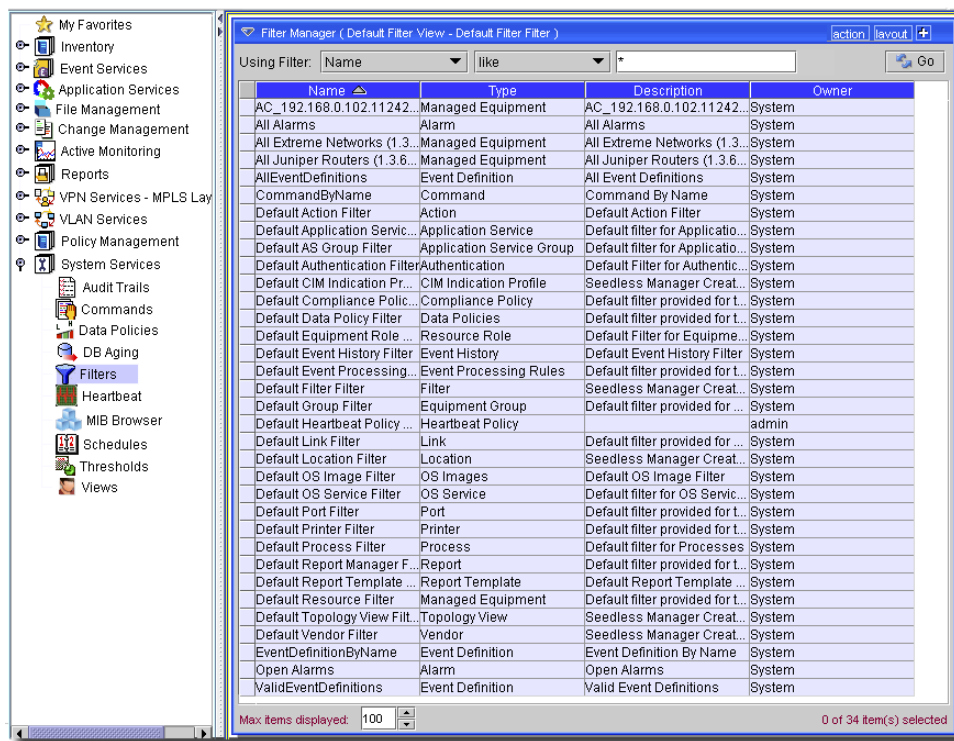 My Favorites
Inventory
Event Services
Application Services
File Management
Change Management
Active Monitoring
Reports
VPN Services - MPLS Lay
VLAN Services
Policy Management
System Services
Audit Trails
Commands
Data Policies
DB Aging
Filters
Heartbeat
MIB Browser
Schedules
Thresholds
Views
Filter Manager ( Default Filter View - Default Filter Filter )
action layout
Using Filter: Name like * Go
Name Type Description Owner
AC_192.168.0.102.11242... Managed Equipment AC_192.168.0.102.11242... System
All Alarms Alarm All Alarms System
All Extreme Networks (1.3... Managed Equipment All Extreme Networks (1.3... System
All Juniper Routers (1.3.6... Managed Equipment All Juniper Routers (1.3.6... System
AllEventDefinitions Event Definition All Event Definitions System
CommandByName Command Command By Name System
Default Action Filter Action Default Action Filter System
Default Application Servic... Application Service Default filter for Applicatio... System
Default AS Group Filter Application Service Group Default filter for Applicatio... System
Default Authentication Filter Authentication Default Filter for Authentic... System
Default CIM Indication Pr... CIM Indication Profile Seedless Manager Creat... System
Default Compliance Polic... Compliance Policy Default filter provided for t... System
Default Data Policy Filter Data Policies Default filter provided for t... System
Default Equipment Role ... Resource Role Default Filter for Equipme... System
Default Event History Filter Event History Default Event History Filter System
Default Event Processing... Event Processing Rules Default filter provided for t... System
Default Filter Filter Filter Seedless Manager Creat... System
Default Group Filter Equipment Group Default filter provided for ... System
Default Heartbeat Policy ... Heartbeat Policy admin
Default Link Filter Link Default filter provided for ... System
Default Location Filter Location Seedless Manager Creat... System
Default OS Image Filter OS Images Default OS Image Filter System
Default OS Service Filter OS Service Default filter for OS Servic... System
Default Port Filter Port Default filter provided for t... System
Default Printer Filter Printer Default filter provided for t... System
Default Process Filter Process Default filter for Processes System
Default Report Manager F... Report Default filter provided for t... System
Default Report Template ... Report Template Default Report Template ... System
Default Resource Filter Managed Equipment Default filter provided for t... System
Default Topology View Filt... Topology View Seedless Manager Creat... System
Default Vendor Filter Vendor Seedless Manager Creat... System
EventDefinitionByName Event Definition Event Definition By Name System
Open Alarms Alarm Open Alarms System
ValidEventDefinitions Event Definition Valid Event Definitions System
Max items displayed: 100 0 of 34 item(s) selected